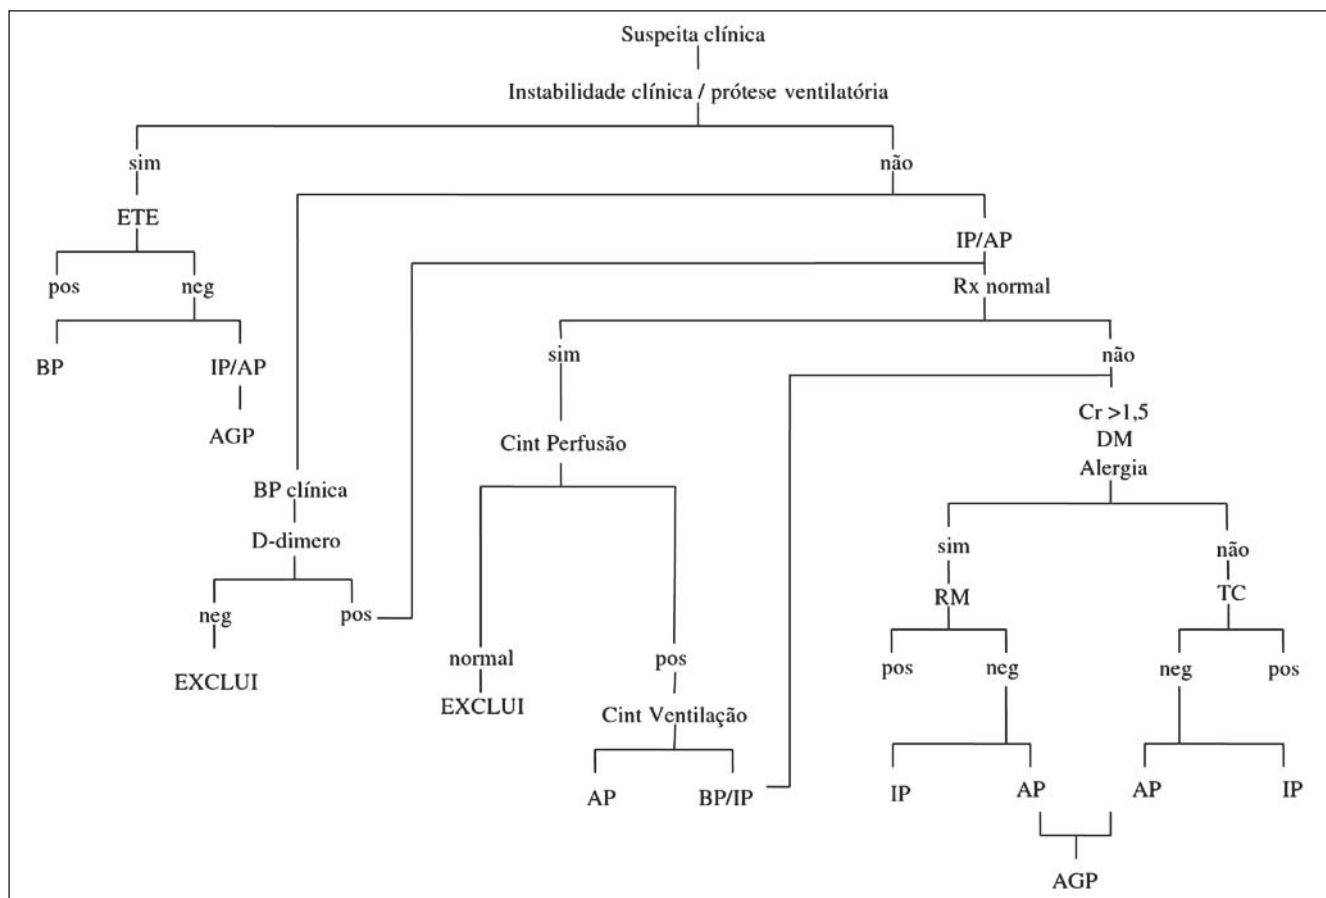 Suspeita clínica
Instabilidade clínica / prótese ventilatória
sim
não
ETE
IP/AP
pos
neg
Rx normal
BP
IP/AP
sim
não
AGP
Cr >1,5
DM
Alergia
Cint Perfusão
BP clínica
D-dimero
sim
não
RM
TC
neg
pos
normal
pos
pos
neg
neg
pos
EXCLUI
EXCLUI
Cint Ventilação
AP
BP/IP
IP
AP
AP
IP
AGP